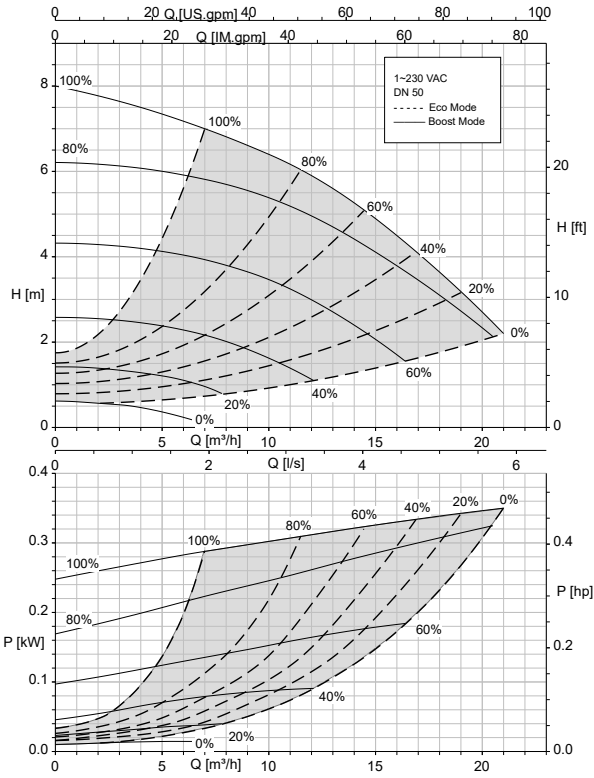 0 20 Q [US.gpm] 60 80 100
0 20 Q [IM.gpm] 40 60 80
100%
8
1~230 VAC
DN 50
Eco Mode
Boost Mode
100%
80%
80%
6
20
60%
40%
H [ft]
4
20%
H [m]
10
0%
2
60%
40%
20%
0%
0
0
0 5 10 15 20
Q [m³/h]
0 2 Q [l/s] 4 6
0.4
0%
20%
40%
60%
80%
100%
0.3
100%
0.4
P [hp]
0.2
80%
60%
P [kW]
0.2
0.1
40%
20%
0%
0.0
0.0
0 5 10 15 20
Q [m³/h]